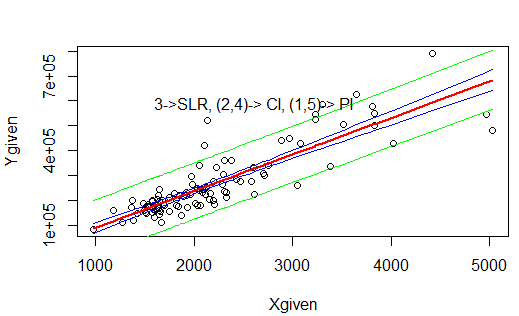 3->SLR, (2,4)-> CI, (1,5)-> PI
Y given
7e+05
4e+05
1e+05
1000 2000 3000 4000 5000
Xgiven